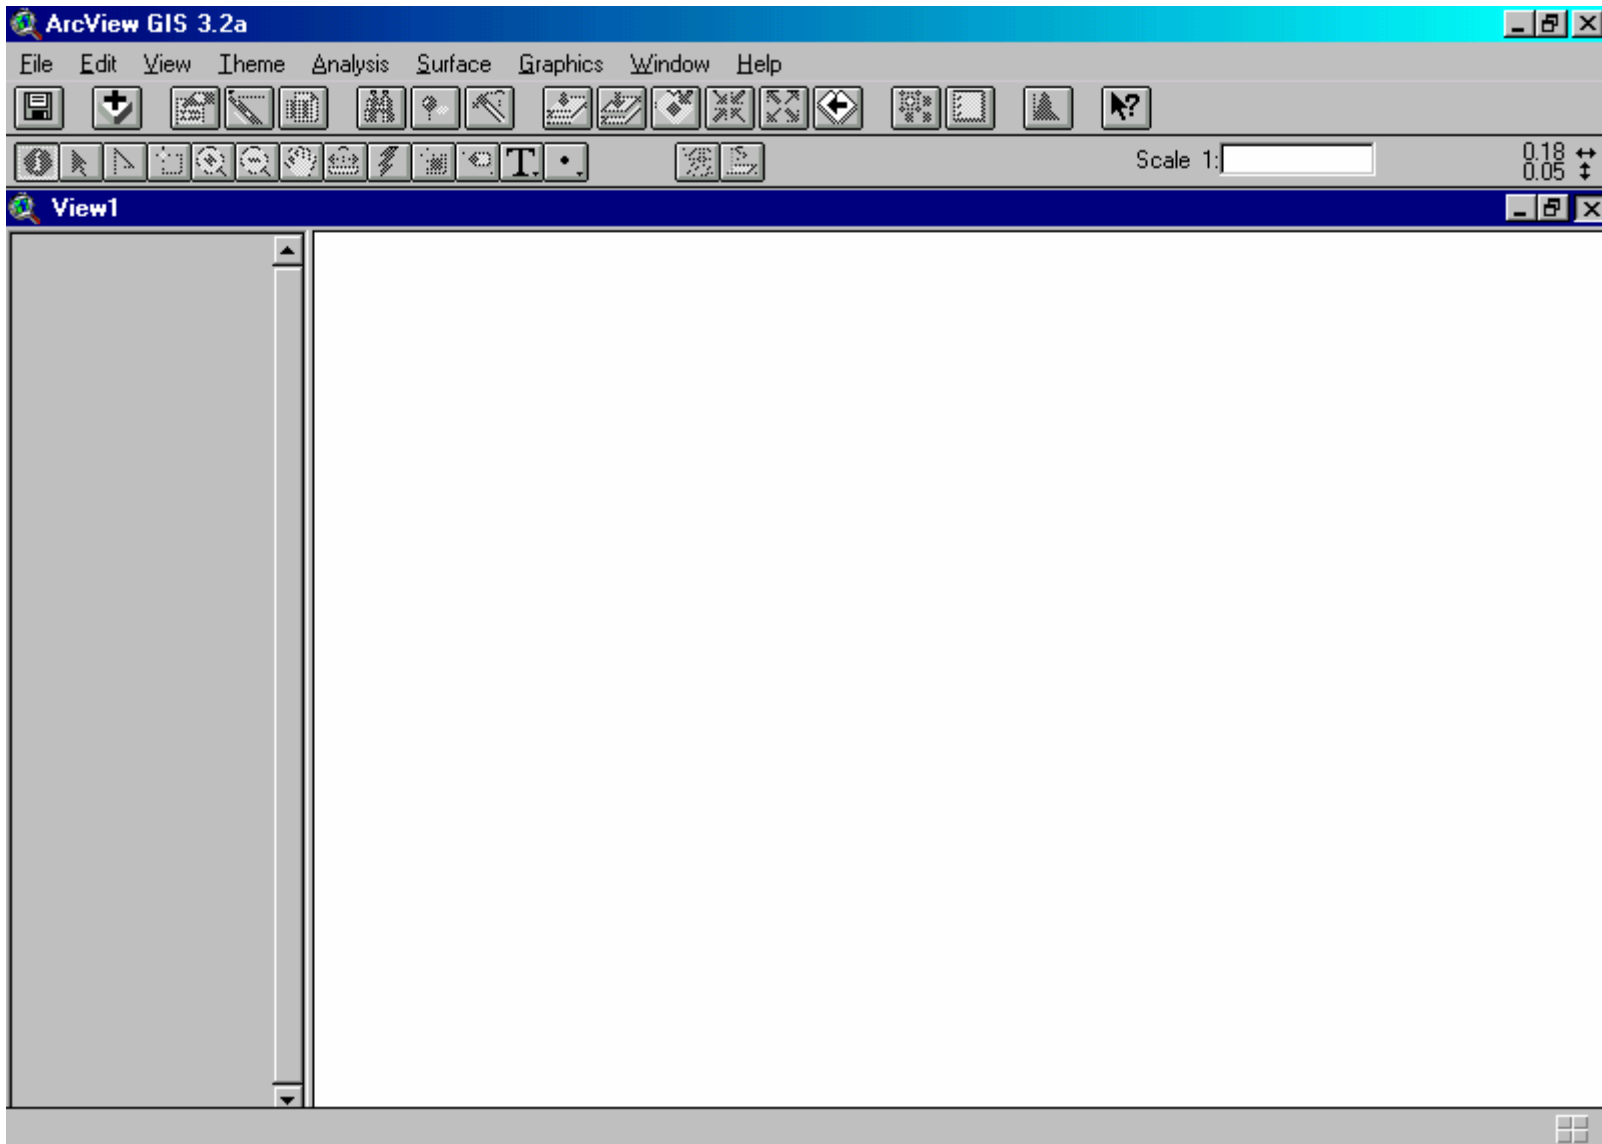 ArcView GIS 3.2a
File Edit View Theme Analysis Surface Graphics Window Help
T
Scale 1:
0.18
0.05
View1